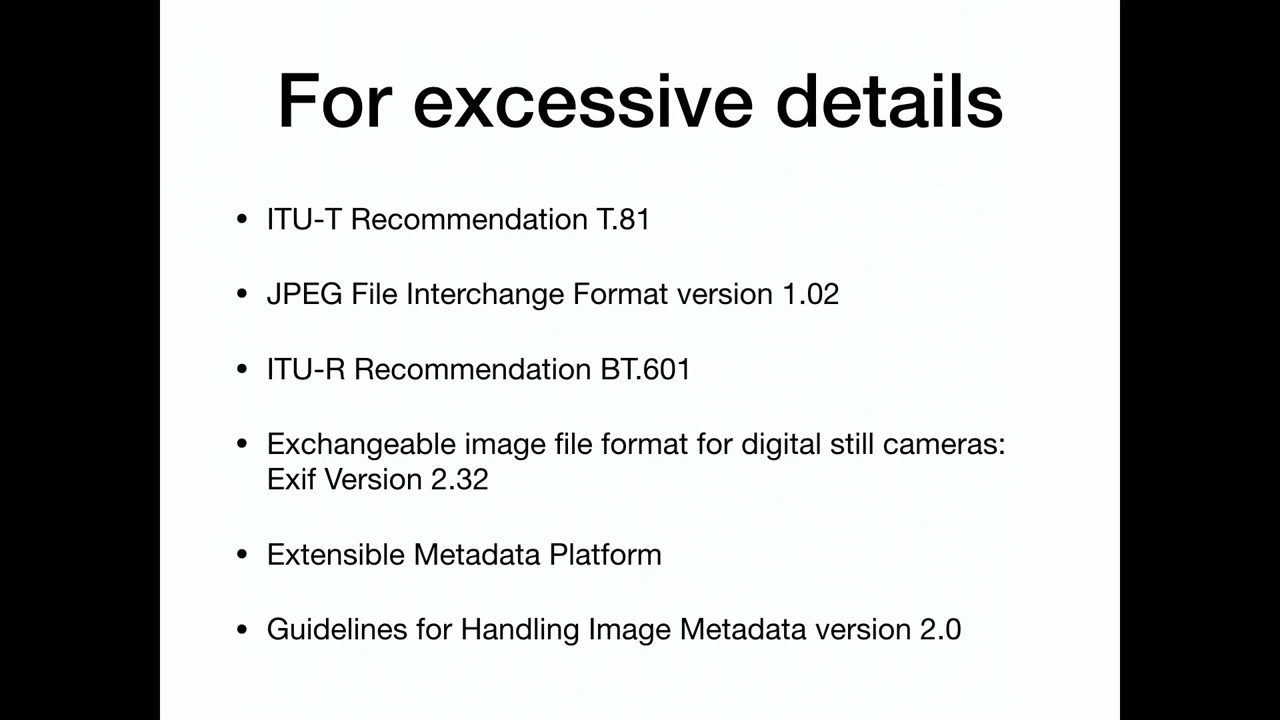 For excessive details
• ITU-T Recommendation T.81
• JPEG File Interchange Format version 1.02
• ITU-R Recommendation BT.601
• Exchangeable image file format for digital still cameras:
Exif Version 2.32
• Extensible Metadata Platform
• Guidelines for Handling Image Metadata version 2.0